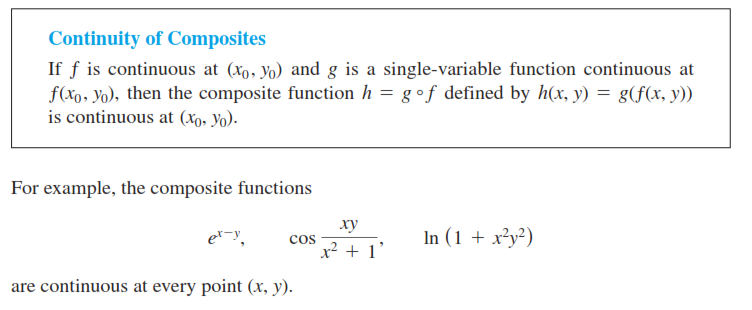 Continuity of Composites
If f is continuous at (x₀, y₀) and g is a single-variable function continuous at
f(x₀, y₀), then the composite function h = g ∘ f defined by h(x, y) = g(f(x, y))
is continuous at (x₀, y₀).
For example, the composite functions
e^(x−y), cos xy/(x² + 1), ln (1 + x²y²)
are continuous at every point (x, y).